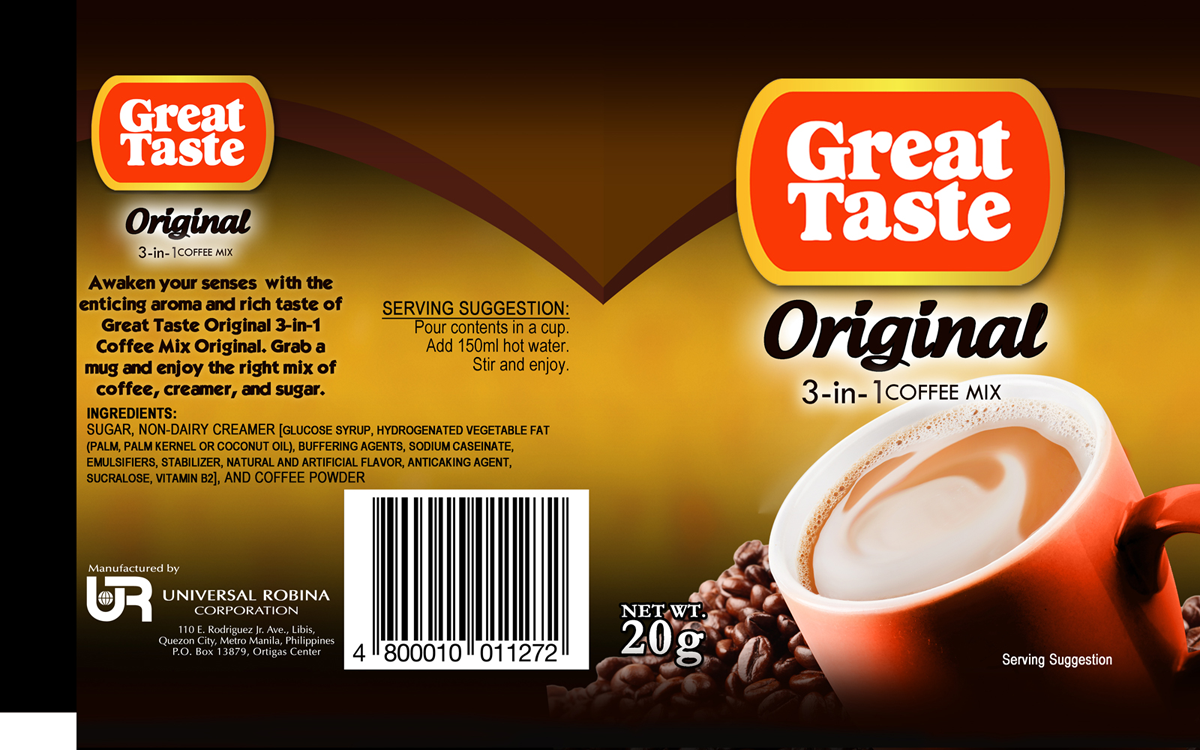 Great
Taste
Original
3-in-1 COFFEE MIX
Awaken your senses with the
enticing aroma and rich taste of
Great Taste Original 3-in-1
Coffee Mix Original. Grab a
mug and enjoy the right mix of
coffee, creamer, and sugar.
SERVING SUGGESTION:
Pour contents in a cup.
Add 150ml hot water.
Stir and enjoy.
INGREDIENTS:
SUGAR, NON-DAIRY CREAMER [GLUCOSE SYRUP, HYDROGENATED VEGETABLE FAT
(PALM, PALM KERNEL OR COCONUT OIL), BUFFERING AGENTS, SODIUM CASEINATE,
EMULSIFIERS, STABILIZER, NATURAL AND ARTIFICIAL FLAVOR, ANTICAKING AGENT,
SUCRALOSE, VITAMIN B2], AND COFFEE POWDER
Manufactured by
UR
UNIVERSAL ROBINA
CORPORATION
110 E. Rodriguez Jr. Ave., Libis,
Quezon City, Metro Manila, Philippines
P.O. Box 13879, Ortigas Center
4 800010 011272
Great
Taste
Original
3-in-1 COFFEE MIX
NET WT.
20g
Serving Suggestion